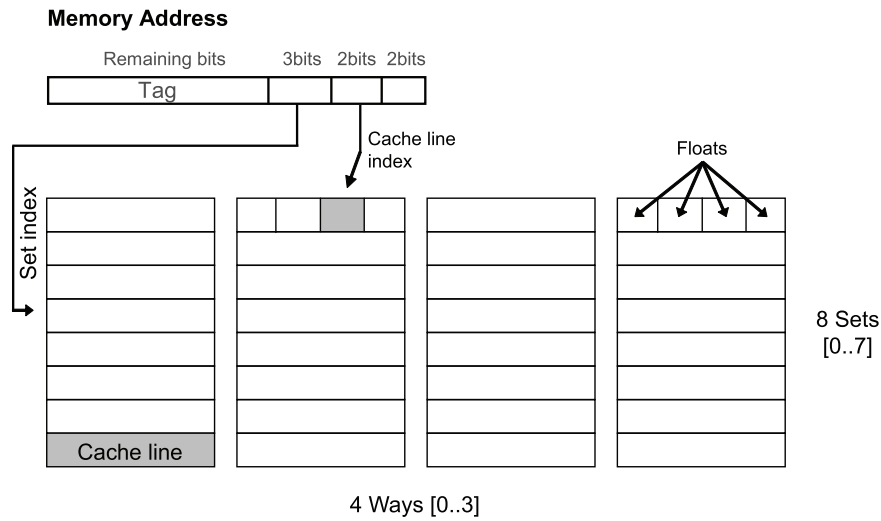 Memory Address
Remaining bits 3bits 2bits 2bits
Tag
Cache line
index
Floats
Set index
8 Sets
[0..7]
Cache line
4 Ways [0..3]